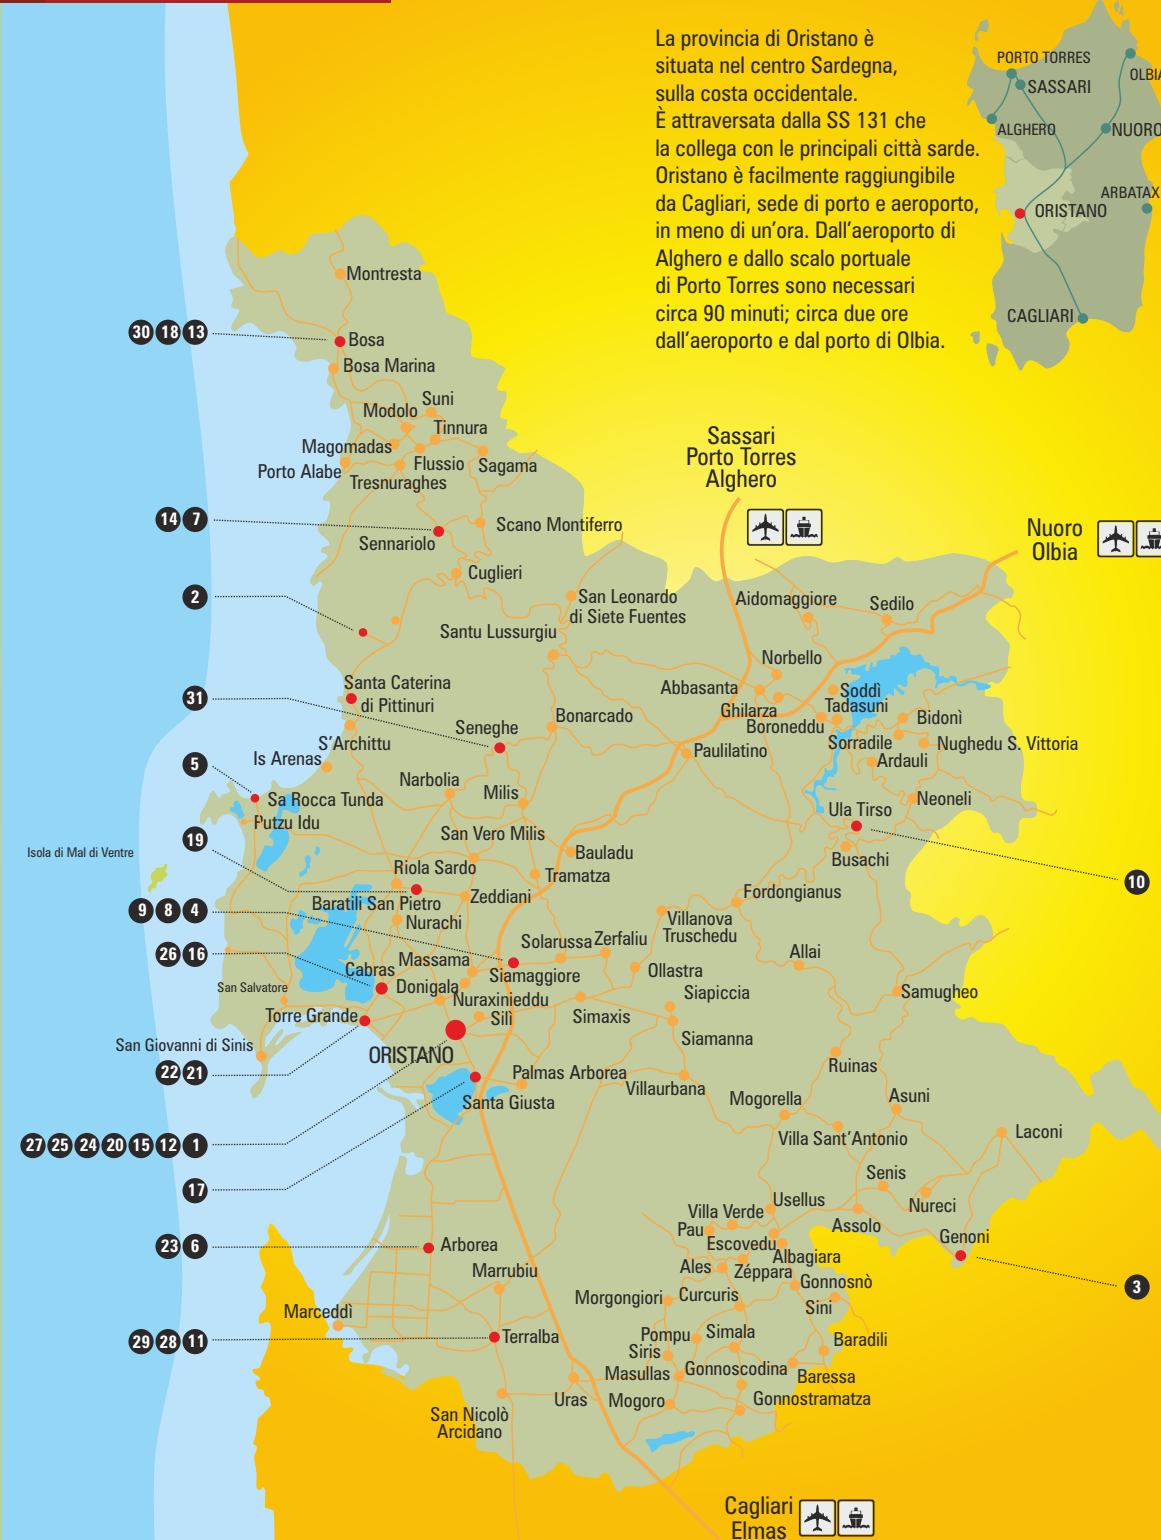 La provincia di Oristano è
situata nel centro Sardegna,
sulla costa occidentale.
È attraversata dalla SS 131 che
la collega con le principali città sarde.
Oristano è facilmente raggiungibile
da Cagliari, sede di porto e aeroporto,
in meno di un'ora. Dall'aeroporto di
Alghero e dallo scalo portuale
di Porto Torres sono necessari
circa 90 minuti; circa due ore
dall'aeroporto e dal porto di Olbia.
PORTO TORRES
OLBIA
SASSARI
ALGHERO
NUORO
ARBATAX
ORISTANO
CAGLIARI
Montresta
30 18 13
Bosa
Bosa Marina
Suni
Modolo
Tinnura
Magomadas
Flussio
Sagama
Porto Alabe
Tresnuraghes
Sassari
Porto Torres
Alghero
14 7
Scano Montiferro
Sennariolo
Nuoro
Olbia
Cuglieri
2
San Leonardo
di Siete Fuentes
Aidomaggiore
Sedilo
Santu Lussurgiu
Norbello
31
Santa Caterina
di Pittinuri
Abbasanta
Soddì
Ghilarza
Tadasuni
Boroneddu
Bidonì
Seneghe
Bonarcado
S'Archittu
Sorradile
Nughedu S. Vittoria
Paulilatino
Is Arenas
Ardauli
5
Narbolia
Milis
Sa Rocca Tunda
Putzu Idu
Neoneli
Ula Tirso
19
San Vero Milis
Isola di Mal di Ventre
Bauladu
Busachi
Riola Sardo
Tramatza
10
Baratili San Pietro
Zeddiani
Fordongianus
9 8 4
Nurachi
Villanova
Truschedu
Solarussa
Zerfaliu
26 16
Massama
Siamaggiore
Allai
Cabras
Ollastra
Donigala
San Salvatore
Nuraxinieddu
Siapiccia
Samugheo
Torre Grande
Silì
Simaxis
Siamanna
San Giovanni di Sinis
ORISTANO
22 21
Palmas Arborea
Villaurbana
Ruinas
Santa Giusta
Mogorella
Asuni
27 25 24 20 15 12 1
Villa Sant'Antonio
Laconi
17
Senis
Usellus
Nureci
Villa Verde
Pau
Assolo
23 6
Arborea
Escovedu
Albagiara
Genoni
Marrubiu
Ales
Zéppara
Gonnosnò
3
Morgongiori
Curcuris
Sini
Marceddì
29 28 11
Terralba
Pompu
Simala
Baradili
Siris
Masullas
Gonnoscodina
Baressa
Uras
Mogoro
Gonnostramatza
San Nicolò
Arcidano
Cagliari
Elmas